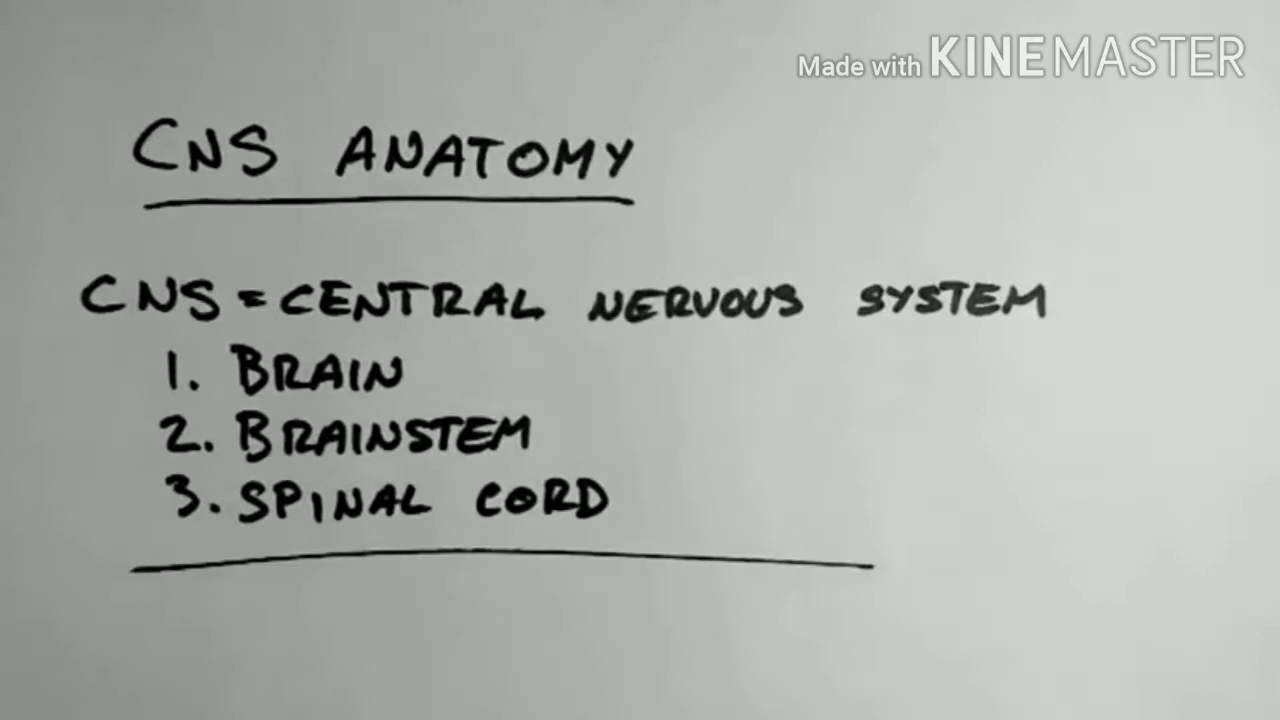 Made with KINEMASTER
CNS ANATOMY
CNS = CENTRAL NERVOUS SYSTEM
1. BRAIN
2. BRAINSTEM
3. SPINAL CORD